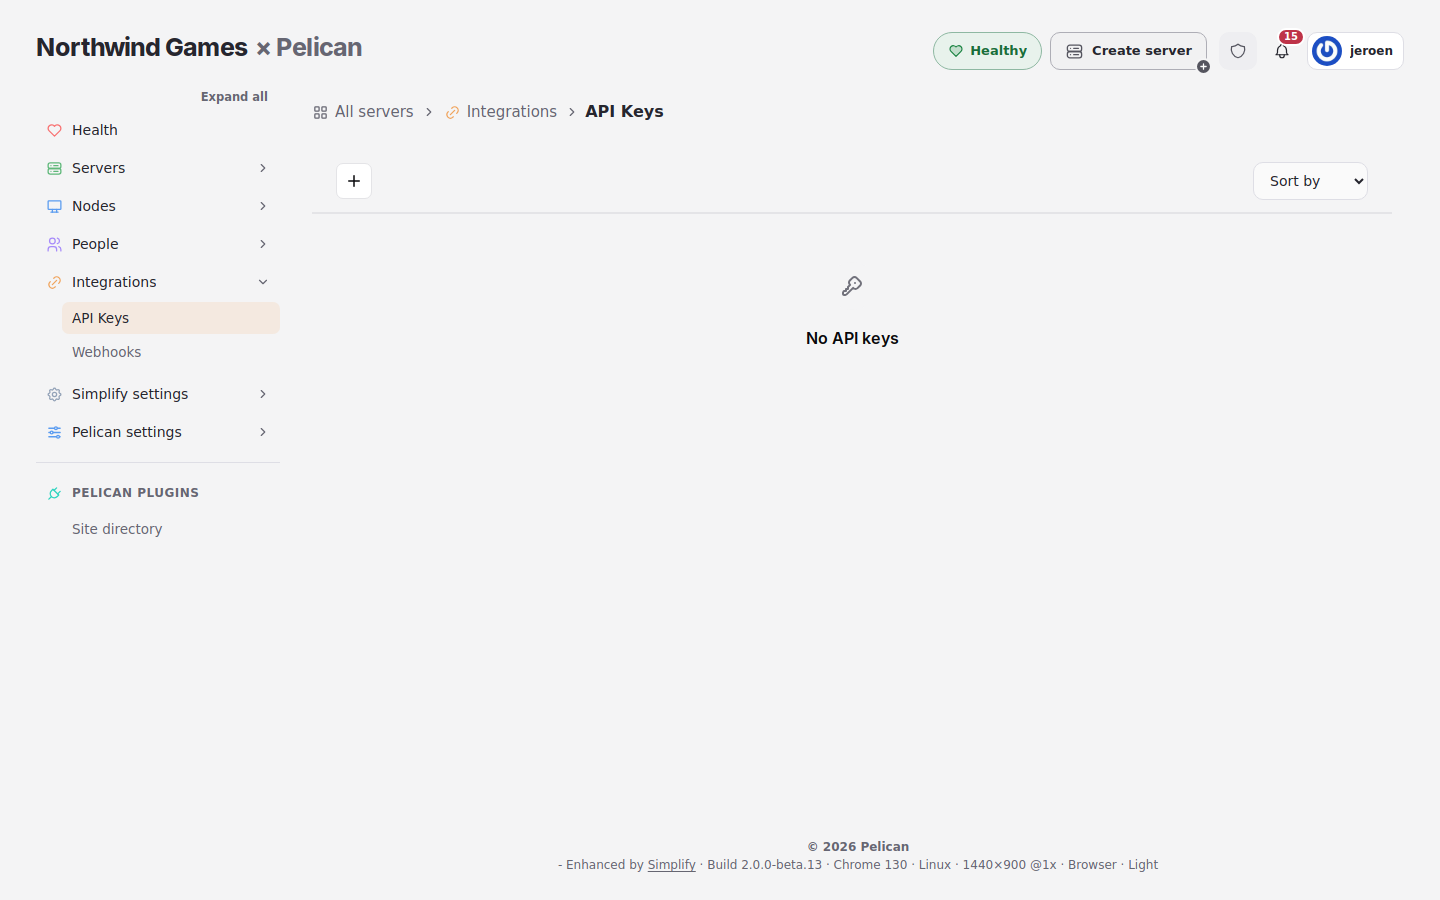 Northwind Games × Pelican
Healthy
Create server
15
jeroen
Expand all
Health
Servers
Nodes
People
Integrations
API Keys
Webhooks
Simplify settings
Pelican settings
PELICAN PLUGINS
Site directory
All servers > Integrations > API Keys
Sort by
No API keys
© 2026 Pelican
- Enhanced by Simplify · Build 2.0.0-beta.13 · Chrome 130 · Linux · 1440×900 @1x · Browser · Light